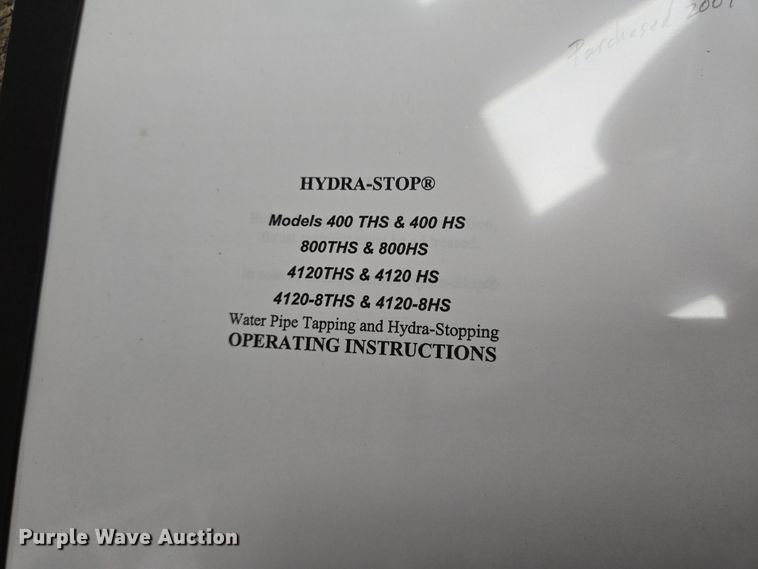 Purchased 2007
HYDRA-STOP®
Models 400 THS & 400 HS
800THS & 800HS
4120THS & 4120 HS
4120-8THS & 4120-8HS
Water Pipe Tapping and Hydra-Stopping
OPERATING INSTRUCTIONS
Purple Wave Auction